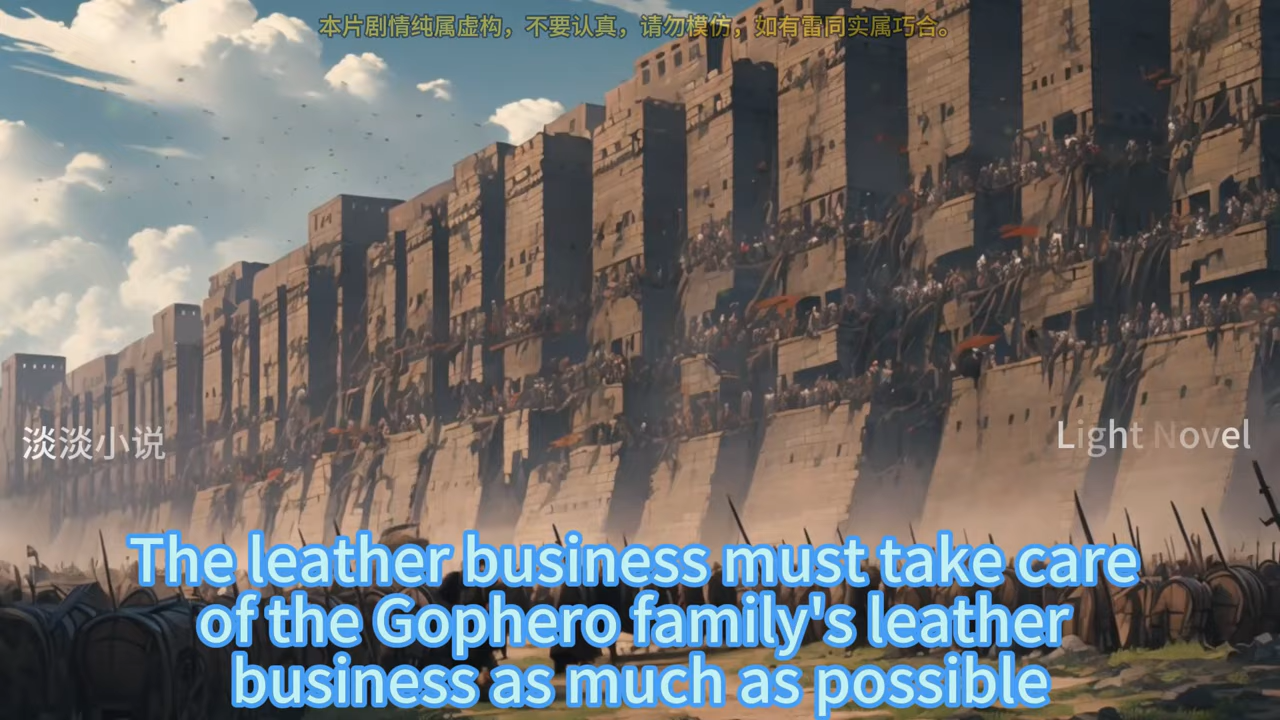 本片剧情纯属虚构，不要认真，请勿模仿，如有雷同实属巧合。
淡淡小说
Light Novel
The leather business must take care
of the Gophero family's leather
business as much as possible